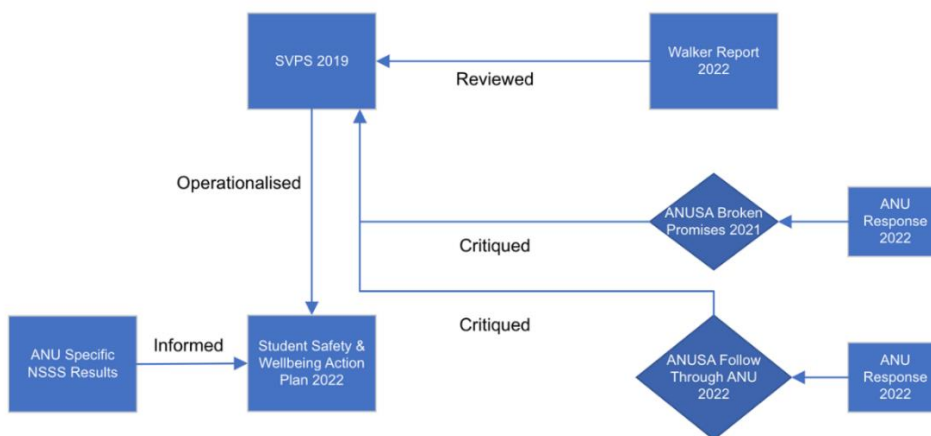 SVPS 2019
Walker Report
2022
Reviewed
Operationalised
ANUSA Broken
Promises 2021
ANU
Response
2022
Critiqued
Critiqued
Informed
ANU Specific
NSSS Results
Student Safety &
Wellbeing Action
Plan 2022
ANUSA Follow
Through ANU
2022
ANU
Response
2022